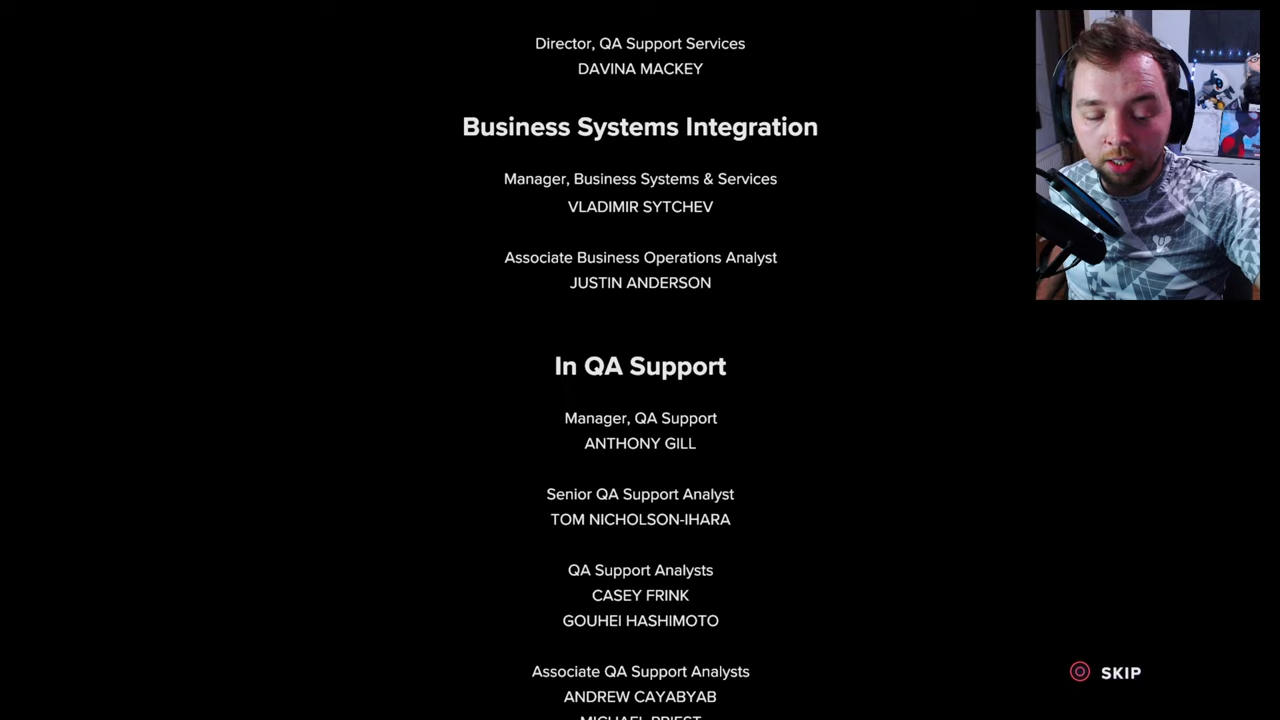 Director, QA Support Services
DAVINA MACKEY
Business Systems Integration
Manager, Business Systems & Services
VLADIMIR SYTCHEV
Associate Business Operations Analyst
JUSTIN ANDERSON
In QA Support
Manager, QA Support
ANTHONY GILL
Senior QA Support Analyst
TOM NICHOLSON-IHARA
QA Support Analysts
CASEY FRINK
GOUHEI HASHIMOTO
Associate QA Support Analysts
ANDREW CAYABYAB
MICHAEL PRIEST
SKIP